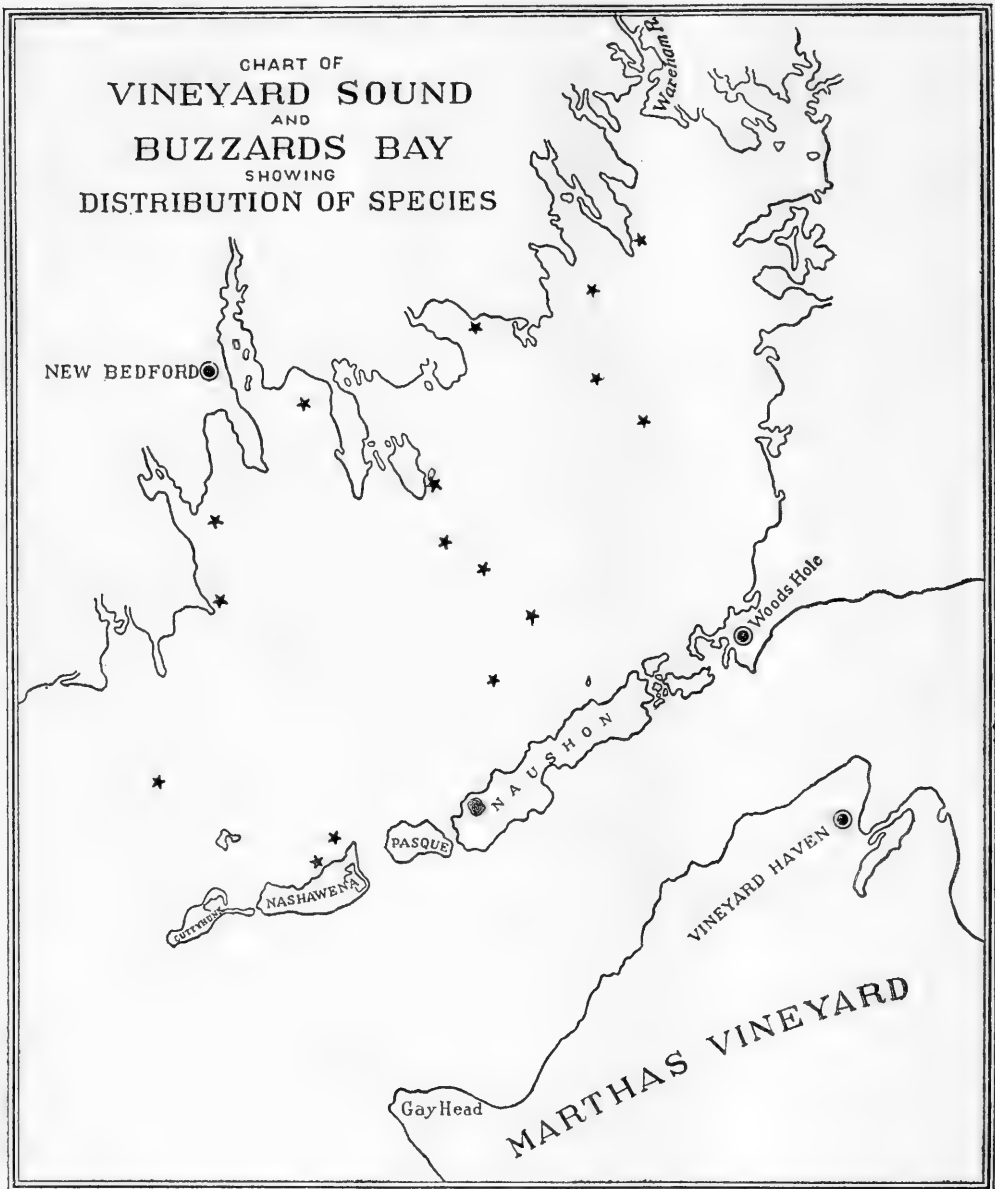 CHART OF
VINEYARD SOUND
AND
BUZZARDS BAY
SHOWING
DISTRIBUTION OF SPECIES
Wareham R.
NEW BEDFORD
Woods Hole
NAUSHON
PASQUE
NASHAWENA
CUTTYHUNK
VINEYARD HAVEN
MARTHAS VINEYARD
Gay Head